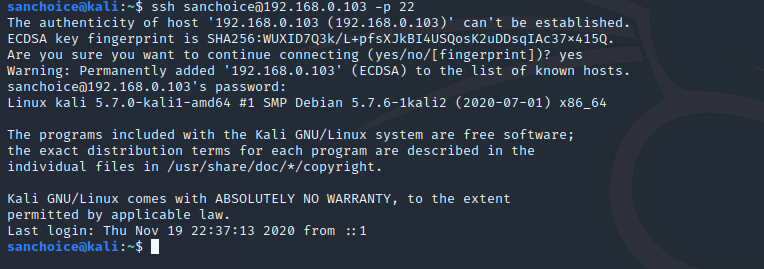 sanchoice@kali:~$ ssh sanchoice@192.168.0.103 -p 22
The authenticity of host '192.168.0.103 (192.168.0.103)' can't be established.
ECDSA key fingerprint is SHA256:WUXID7Q3k/L+pfsXJkBI4USQosK2uDDsqIAc37×415Q.
Are you sure you want to continue connecting (yes/no/[fingerprint])? yes
Warning: Permanently added '192.168.0.103' (ECDSA) to the list of known hosts.
sanchoice@192.168.0.103's password:
Linux kali 5.7.0-kali1-amd64 #1 SMP Debian 5.7.6-1kali2 (2020-07-01) x86_64
The programs included with the Kali GNU/Linux system are free software;
the exact distribution terms for each program are described in the
individual files in /usr/share/doc/*/copyright.
Kali GNU/Linux comes with ABSOLUTELY NO WARRANTY, to the extent
permitted by applicable law.
Last login: Thu Nov 19 22:37:13 2020 from ::1
sanchoice@kali:~$